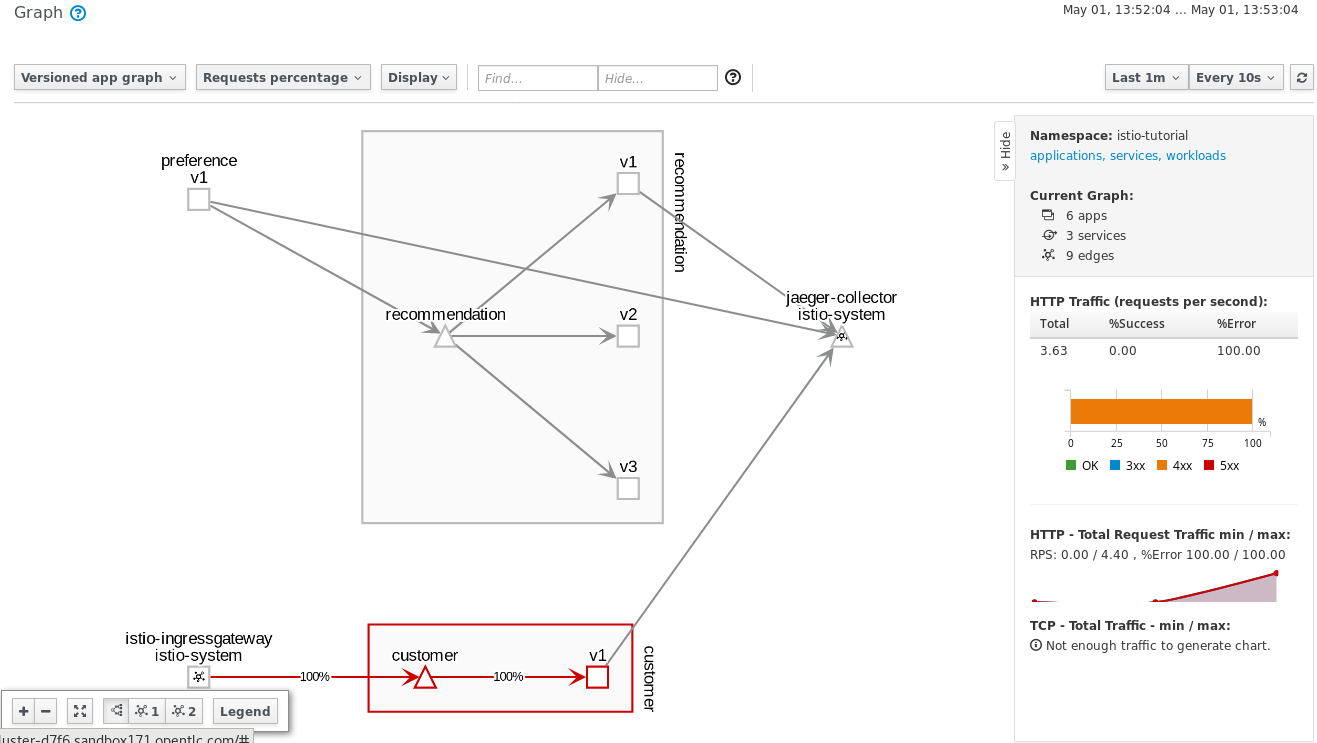 Graph
May 01, 13:52:04 ... May 01, 13:53:04
Versioned app graph Requests percentage Display Find... Hide... Last 1m Every 10s
Hide
Namespace: istio-tutorial
applications, services, workloads
Current Graph:
6 apps
3 services
9 edges
HTTP Traffic (requests per second):
Total %Success %Error
3.63 0.00 100.00
%
0 25 50 75 100
OK 3xx 4xx 5xx
HTTP - Total Request Traffic min / max:
RPS: 0.00 / 4.40 , %Error 100.00 / 100.00
TCP - Total Traffic - min / max:
Not enough traffic to generate chart.
preference
v1
v1
recommendation
recommendation
v2
v3
jaeger-collector
istio-system
istio-ingressgateway
istio-system
100%
customer
100%
v1
customer
1 2 Legend
luster-d7f6.sandbox171.opentlc.com/#